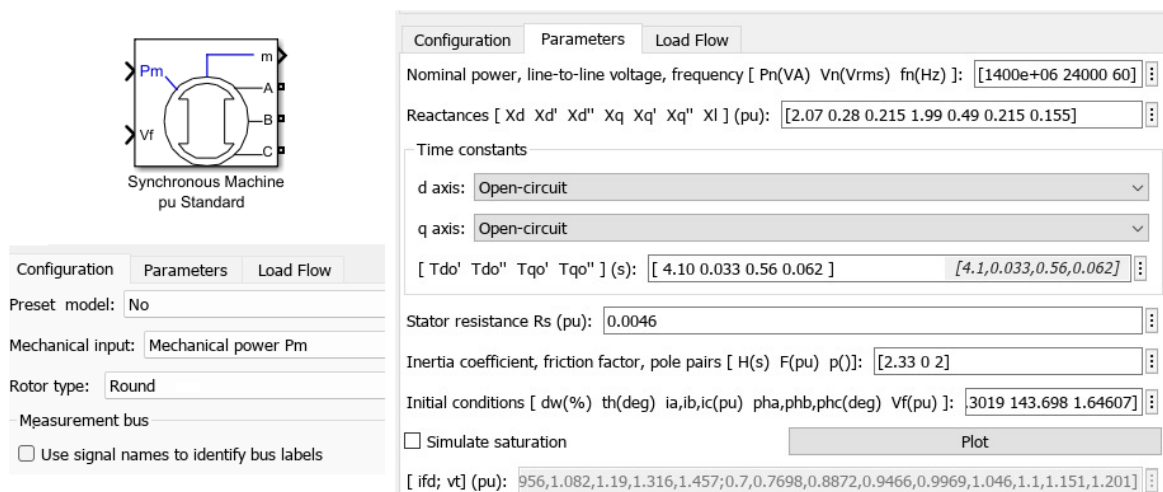 Pm
m
A
Vf
B
C
Synchronous Machine
pu Standard
Configuration Parameters Load Flow
Preset model: No
Mechanical input: Mechanical power Pm
Rotor type: Round
Measurement bus
Use signal names to identify bus labels
Configuration Parameters Load Flow
Nominal power, line-to-line voltage, frequency [ Pn(VA) Vn(Vrms) fn(Hz) ]: [1400e+06 24000 60]
Reactances [ Xd Xd' Xd'' Xq Xq' Xq'' Xl ] (pu): [2.07 0.28 0.215 1.99 0.49 0.215 0.155]
Time constants
d axis: Open-circuit
q axis: Open-circuit
[ Tdo' Tdo'' Tqo' Tqo'' ] (s): [ 4.10 0.033 0.56 0.062 ] [4.1,0.033,0.56,0.062]
Stator resistance Rs (pu): 0.0046
Inertia coefficient, friction factor, pole pairs [ H(s) F(pu) p()]: [2.33 0 2]
Initial conditions [ dw(%) th(deg) ia,ib,ic(pu) pha,phb,phc(deg) Vf(pu) ]: .3019 143.698 1.64607]
Simulate saturation Plot
[ ifd; vt] (pu): 956,1.082,1.19,1.316,1.457;0.7,0.7698,0.8872,0.9466,0.9969,1.046,1.1,1.151,1.201]